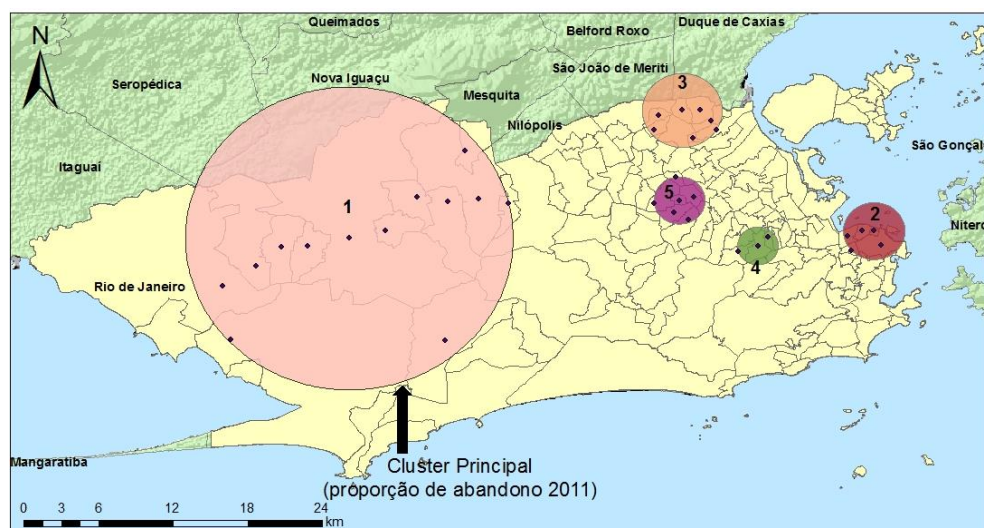 Queimados
Duque de Caxias
N
Belford Roxo
São João de Meriti
Seropédica
Nova Iguaçu
3
Mesquita
Nilópolis
São Gonçal
Itaguaí
5
1
2
Niteró
4
Rio de Janeiro
Cluster Principal
(proporção de abandono 2011)
Mangaratiba
0 3 6 12 18 24
km